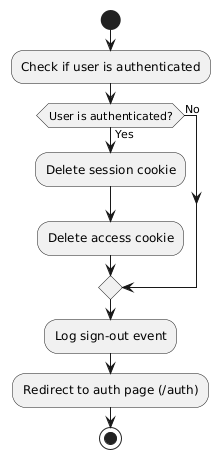 Check if user is authenticated
User is authenticated?
No
Yes
Delete session cookie
Delete access cookie
Log sign-out event
Redirect to auth page (/auth)